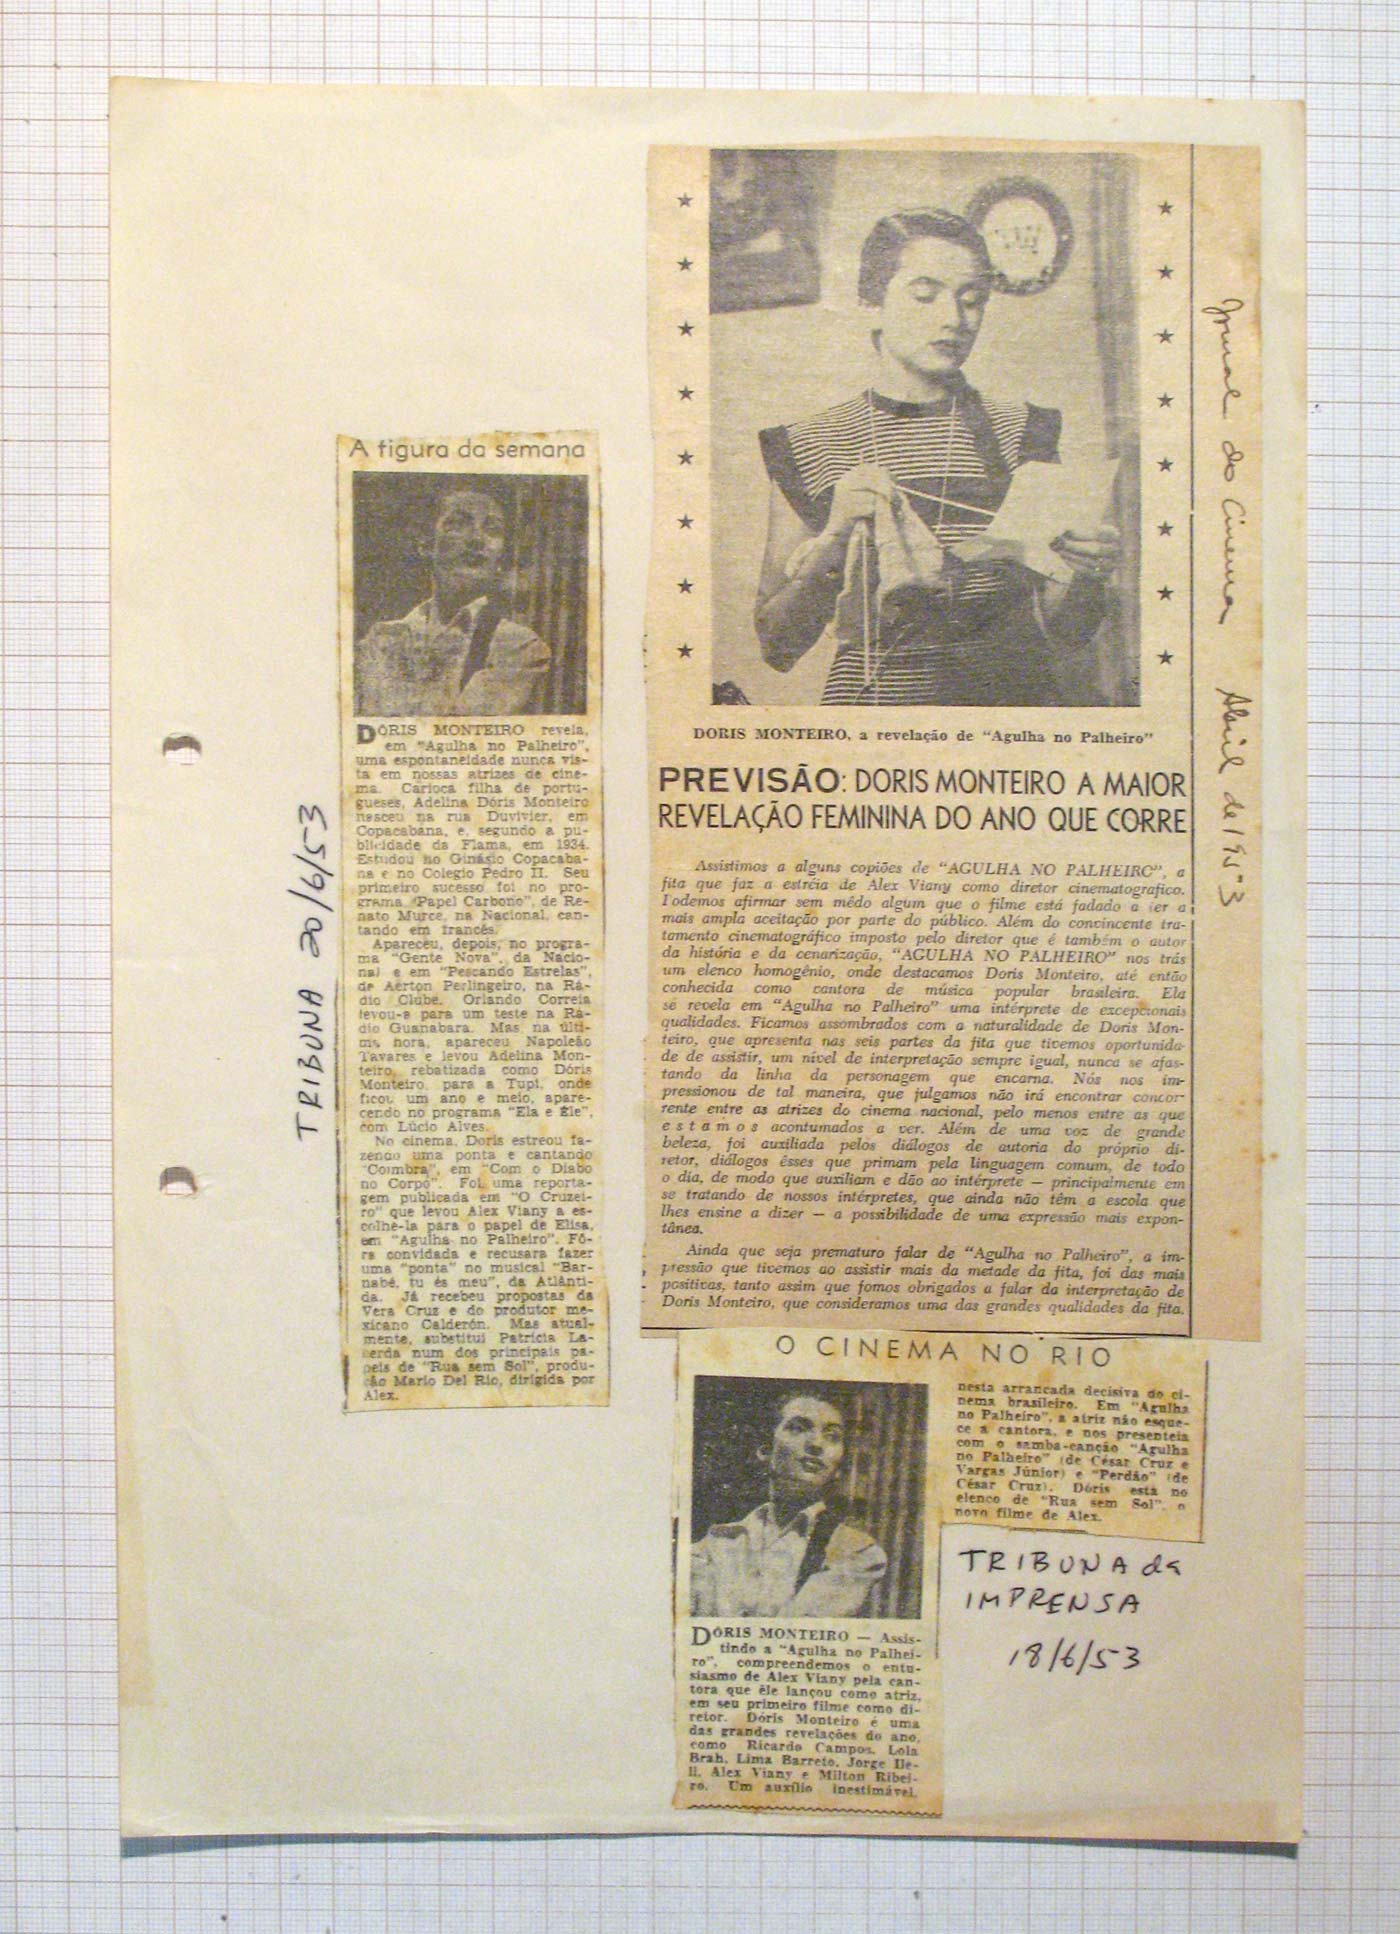 A figura da semana
DÓRIS MONTEIRO revela,
em "Agulha no Palheiro",
uma espontaneidade nunca vis-
ta em nossas atrizes de cine-
ma. Carioca filha de portu-
gueses, Adelina Dóris Monteiro
nasceu na rua Duvivier, em
Copacabana, e, segundo a pu-
blicidade da Flama, em 1934.
Estudou no Ginásio Copacaba-
na e no Colegio Pedro II. Seu
primeiro sucesso foi no pro-
grama "Papel Carbono", de Re-
nato Murce, na Nacional, can-
tando em francês.
Apareceu, depois, no progra-
ma "Gente Nova", da Nacio-
nal e em "Pescando Estrelas",
de Aérton Perlingeiro, na Rá-
dio Clube. Orlando Correia
levou-a para um teste na Rá-
dio Guanabara. Mas na últi-
ma hora, apareceu Napoleão
Tavares e levou Adelina Mon-
teiro, rebatizada como Dóris
Monteiro, para a Tupi, onde
ficou um ano e meio, apare-
cendo no programa "Ela e Êle",
com Lúcio Alves.
No cinema, Doris estreou fa-
zendo uma ponta e cantando
"Coimbra", em "Com o Diabo
no Corpo". Foi uma reporta-
gem publicada em "O Cruzei-
ro" que levou Alex Viany a es-
colhê-la para o papel de Elisa,
em "Agulha no Palheiro". Fô-
ra convidada e recusara fazer
uma "ponta" no musical "Bar-
nabé, tu és meu", da Atlânti-
da. Já recebeu propostas da
Vera Cruz e do produtor me-
xicano Calderón. Mas atual-
mente, substitui Patricia La-
cerda num dos principais pa-
peis de "Rua sem Sol", produ-
ção Mario Del Rio, dirigida por
Alex.
TRIBUNA 20/6/53
DORIS MONTEIRO, a revelação de "Agulha no Palheiro"
PREVISÃO: DORIS MONTEIRO A MAIOR
REVELAÇÃO FEMININA DO ANO QUE CORRE
Assistimos a alguns copiões de "AGULHA NO PALHEIRO", a
fita que faz a estréia de Alex Viany como diretor cinematografico.
Podemos afirmar sem mêdo algum que o filme está fadado a ter a
mais ampla aceitação por parte do público. Além do convincente tra-
tamento cinematográfico imposto pelo diretor que é também o autor
da história e da cenarização, "AGULHA NO PALHEIRO" nos trás
um elenco homogênio, onde destacamos Doris Monteiro, até então
conhecida como cantora de música popular brasileira. Ela
se revela em "Agulha no Palheiro" uma intérprete de excepcionais
qualidades. Ficamos assombrados com a naturalidade de Doris Mon-
teiro, que apresenta nas seis partes da fita que tivemos oportunida-
de de assistir, um nível de interpretação sempre igual, nunca se afas-
tando da linha da personagem que encarna. Nós nos im-
pressionou de tal maneira, que julgamos não irá encontrar concor-
rente entre as atrizes do cinema nacional, pelo menos entre as que
estamos acontumados a ver. Além de uma voz de grande
beleza, foi auxiliada pelos diálogos de autoria do próprio di-
retor, diálogos êsses que primam pela linguagem comum, de todo
o dia, de modo que auxiliam e dão ao intérprete — principalmente em
se tratando de nossos intérpretes, que ainda não têm a escola que
lhes ensine a dizer — a possibilidade de uma expressão mais expon-
tânea.
Ainda que seja prematuro falar de "Agulha no Palheiro", a im-
pressão que tivemos ao assistir mais da metade da fita, foi das mais
positivas, tanto assim que fomos obrigados a falar da interpretação de
Doris Monteiro, que consideramos uma das grandes qualidades da fita.
Jornal do Cinema Abril de 1953
O CINEMA NO RIO
DÓRIS MONTEIRO — Assis-
tindo a "Agulha no Palhei-
ro", compreendemos o entu-
siasmo de Alex Viany pela can-
tora que êle lançou como atriz,
em seu primeiro filme como di-
retor. Dóris Monteiro é uma
das grandes revelações do ano,
como Ricardo Campos, Lola
Brah, Lima Barreto, Jorge Ile-
li, Alex Viany e Milton Ribei-
ro. Um auxílio inestimável,
nesta arrancada decisiva do ci-
nema brasileiro. Em "Agulha
no Palheiro", a atriz não esque-
ce a cantora, e nos presenteia
com o samba-canção "Agulha
no Palheiro" (de César Cruz e
Vargas Júnior) e "Perdão" (de
César Cruz). Dóris está no
elenco de "Rua sem Sol", o
novo filme de Alex.
TRIBUNA da
IMPRENSA
18/6/53